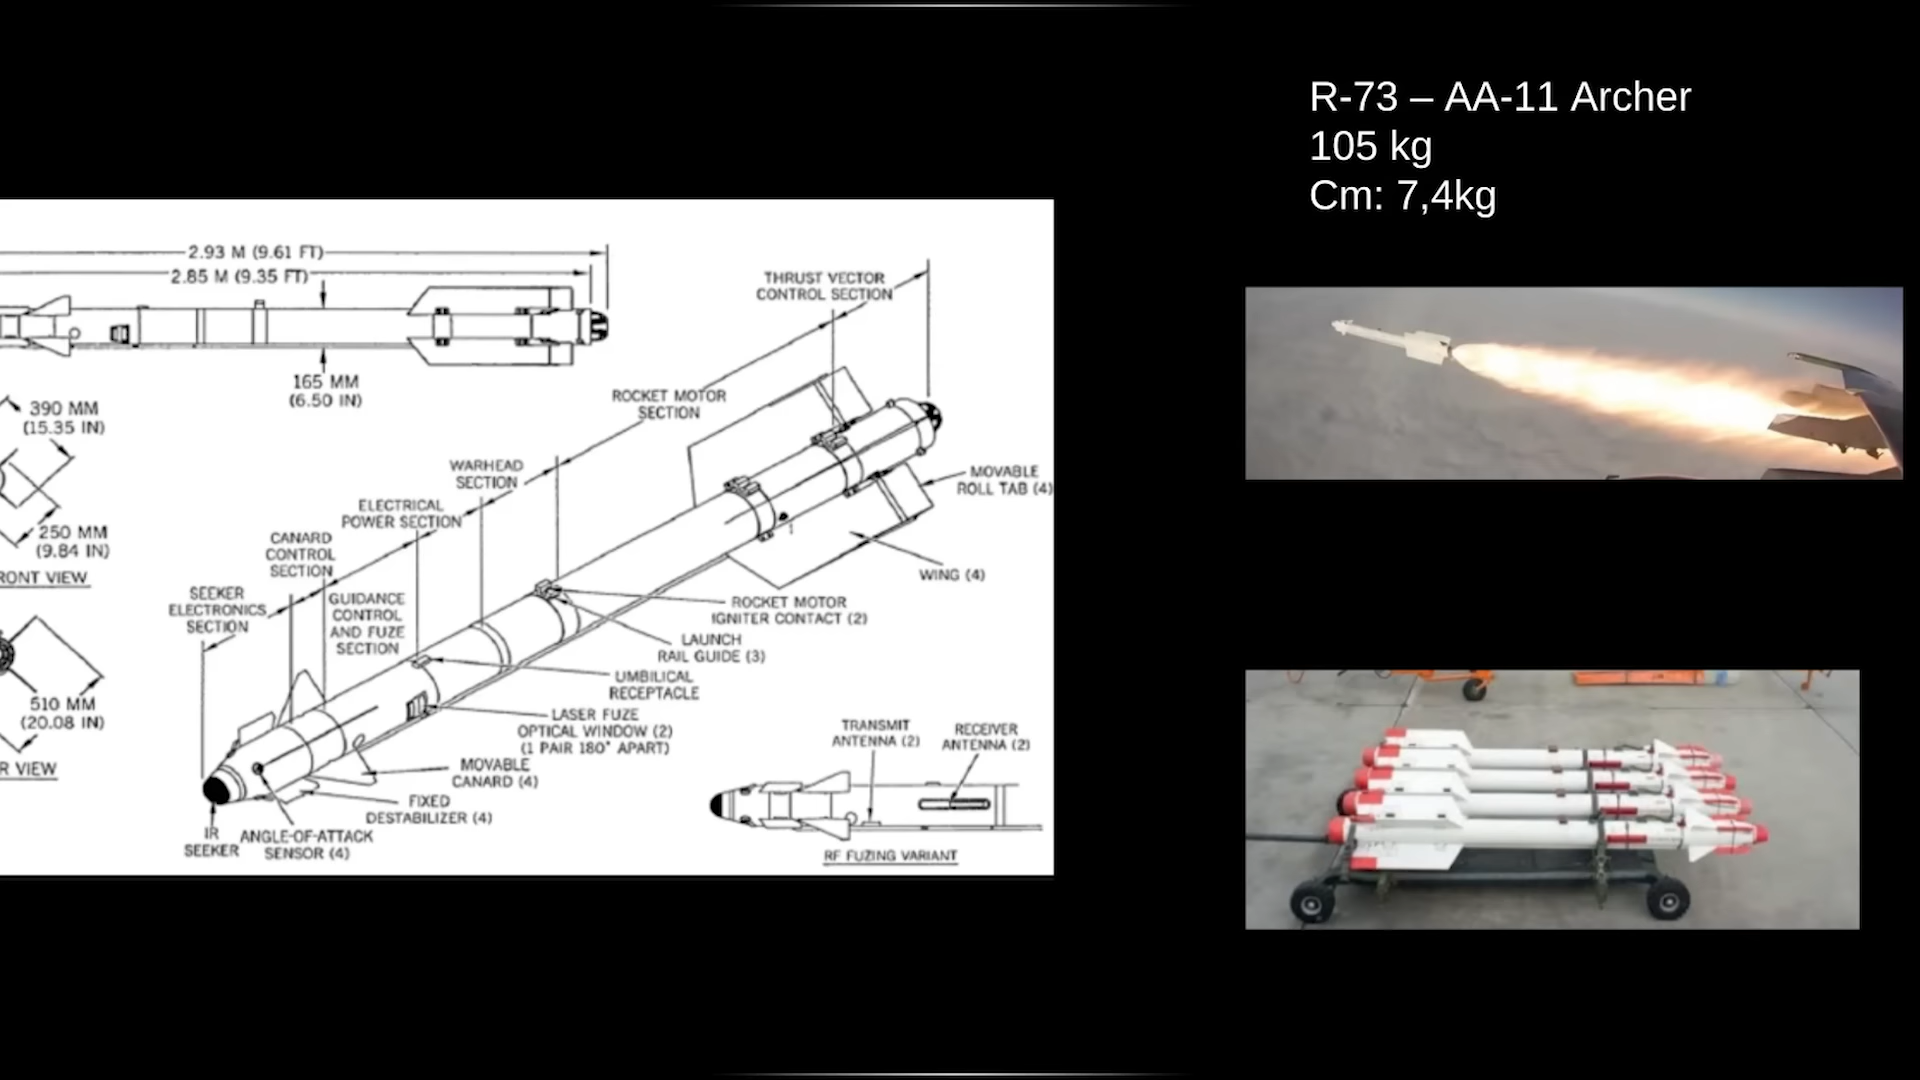 R-73 – AA-11 Archer
105 kg
Cm: 7,4kg
2.93 M (9.61 FT)
2.85 M (9.35 FT)
165 MM
(6.50 IN)
390 MM
(15.35 IN)
250 MM
(9.84 IN)
RONT VIEW
510 MM
(20.08 IN)
R VIEW
THRUST VECTOR
CONTROL SECTION
ROCKET MOTOR
SECTION
WARHEAD
SECTION
ELECTRICAL
POWER SECTION
CANARD
CONTROL
SECTION
SEEKER
ELECTRONICS
SECTION
GUIDANCE
CONTROL
AND FUZE
SECTION
MOVABLE
ROLL TAB (4)
WING (4)
ROCKET MOTOR
IGNITER CONTACT (2)
LAUNCH
RAIL GUIDE (3)
UMBILICAL
RECEPTACLE
LASER FUZE
OPTICAL WINDOW (2)
(1 PAIR 180° APART)
MOVABLE
CANARD (4)
FIXED
DESTABILIZER (4)
IR
SEEKER
ANGLE-OF-ATTACK
SENSOR (4)
TRANSMIT
ANTENNA (2)
RECEIVER
ANTENNA (2)
RF FUZING VARIANT